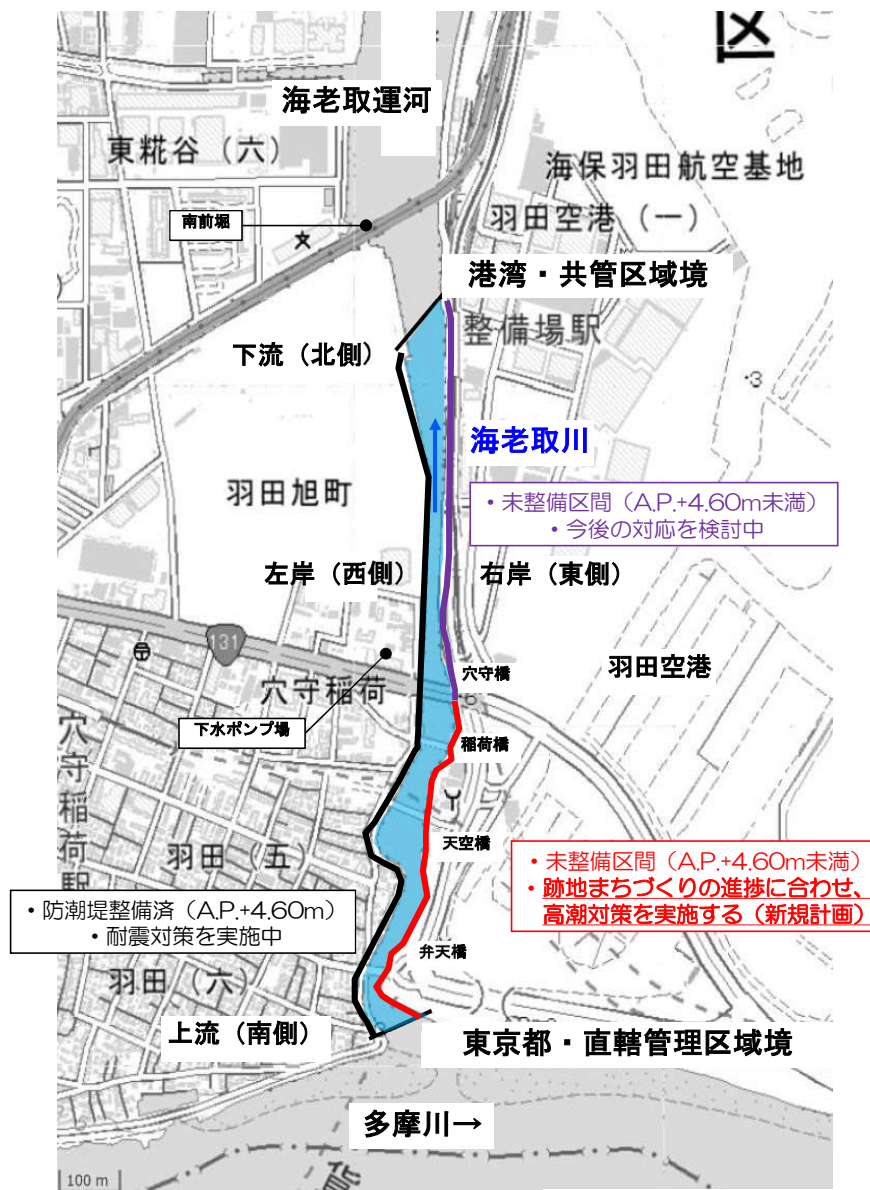 区
海老取運河
東糀谷（六）
海保羽田航空基地
南前堀
文
羽田空港（一）
港湾・共管区域境
整備場駅
下流（北側）
・3
海老取川
羽田旭町
・未整備区間（A.P.+4.60m未満）
・今後の対応を検討中
左岸（西側）
右岸（東側）
131
穴守橋
羽田空港
穴守稲荷
下水ポンプ場
稲荷橋
穴守稲荷駅
天空橋
羽田（五）
・未整備区間（A.P.+4.60m未満）
・跡地まちづくりの進捗に合わせ、
高潮対策を実施する（新規計画）
・防潮堤整備済（A.P.+4.60m）
・耐震対策を実施中
弁天橋
羽田（六）
上流（南側）
東京都・直轄管理区域境
多摩川→
貨
100 m